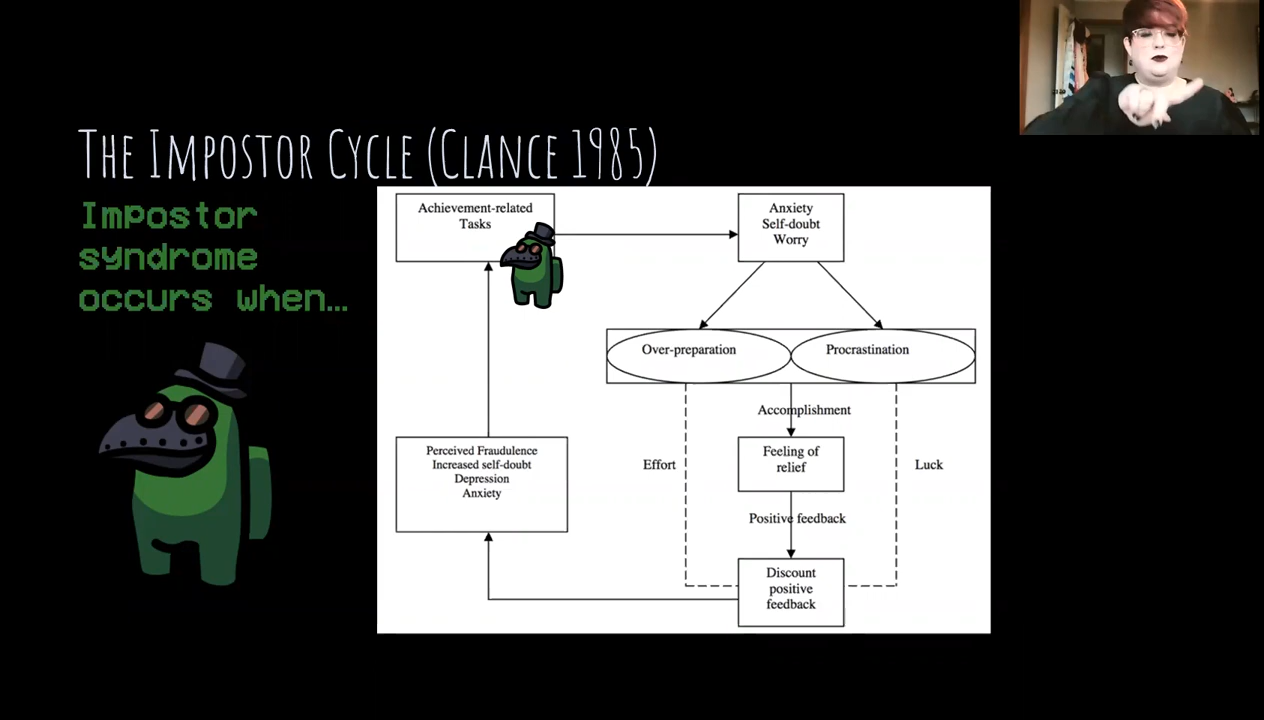 The Impostor Cycle (Clance 1985)
Impostor
syndrome
occurs when…
Achievement-related
Tasks
Anxiety
Self-doubt
Worry
Over-preparation
Procrastination
Accomplishment
Effort
Feeling of
relief
Luck
Perceived Fraudulence
Increased self-doubt
Depression
Anxiety
Positive feedback
Discount
positive
feedback